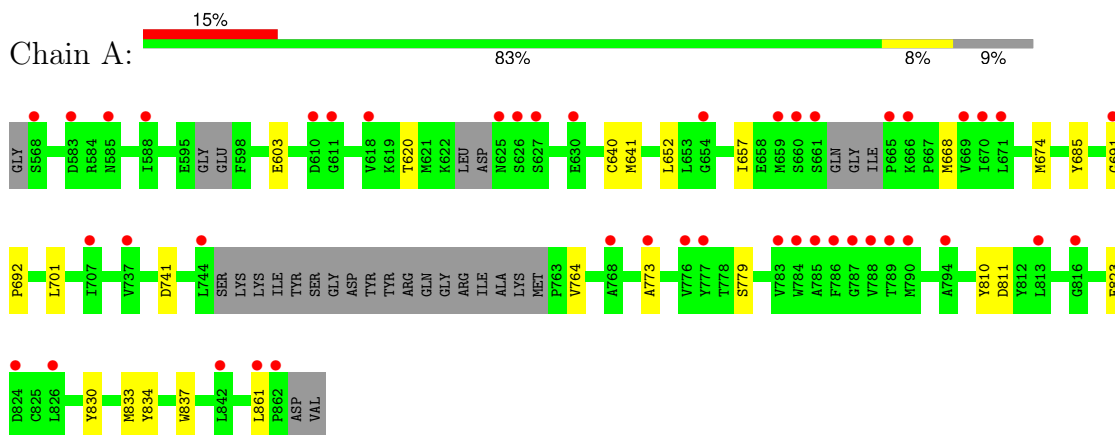 15%
Chain A:
83% 8% 9%
GLY S568 D583 R584 N585 I588 E595 GLY GLU F598 E603 D610 G611 V618 K619 T620 M621 K622 LEU ASP N625 S626 S627 E630 C640 M641 L652 L653 G654 I657 E658 M659 S660 S661 GLN GLY ILE P665 K666 P667 M668 V669 I670 L671 M674 Y685 G691
P692 L701 I707 V737 D741 L744 SER LYS LYS ILE TYR SER GLY ASP TYR TYR ARG GLN GLY ARG ILE ALA LYS MET P763 V764 A768 A773 V776 Y777 T778 S779 V783 W784 A785 F786 G787 V788 T789 M790 A794 Y810 D811 Y812 L813 G816 E823
D824 C825 L826 Y830 M833 Y834 W837 L842 L861 P862 ASP VAL